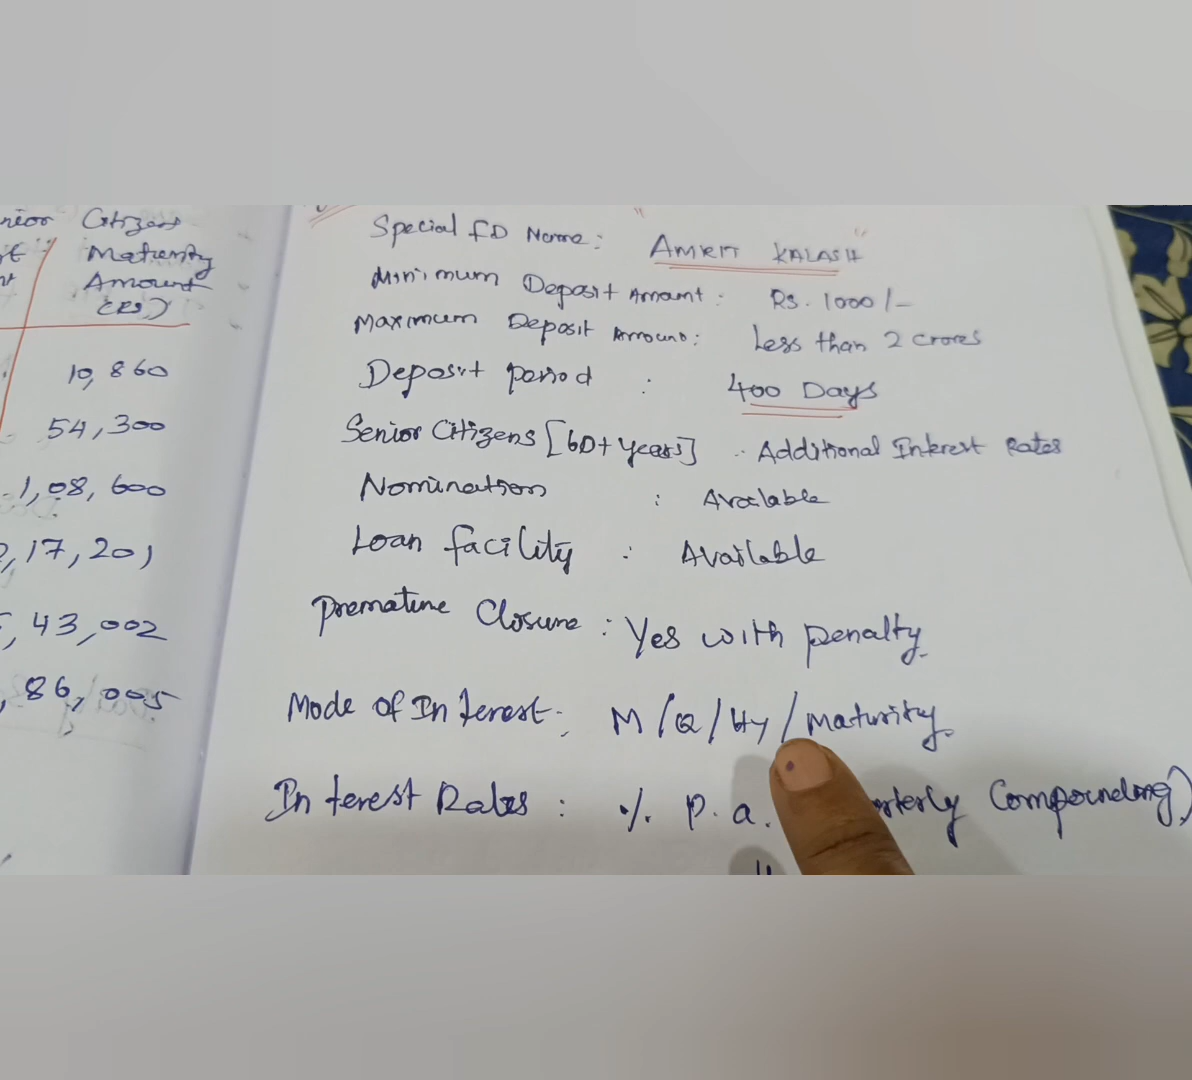 Citizens
Maturity
Amount
(RS)
10,860
54,300
1,08,600
,17,201
,43,002
,86,005
Special FD Name: "AMRIT KALASH"
Minimum Deposit Amount: Rs. 1000/-
Maximum Deposit Amount: Less than 2 crores
Deposit period : 400 Days
Senior Citizens [60+ years] : Additional Interest Rates
Nomination : Available
Loan facility : Available
Premature Closure: Yes with penalty.
Mode of Interest: M/Q/Hy/Maturity.
Interest Rates : % p.a. Compounding)